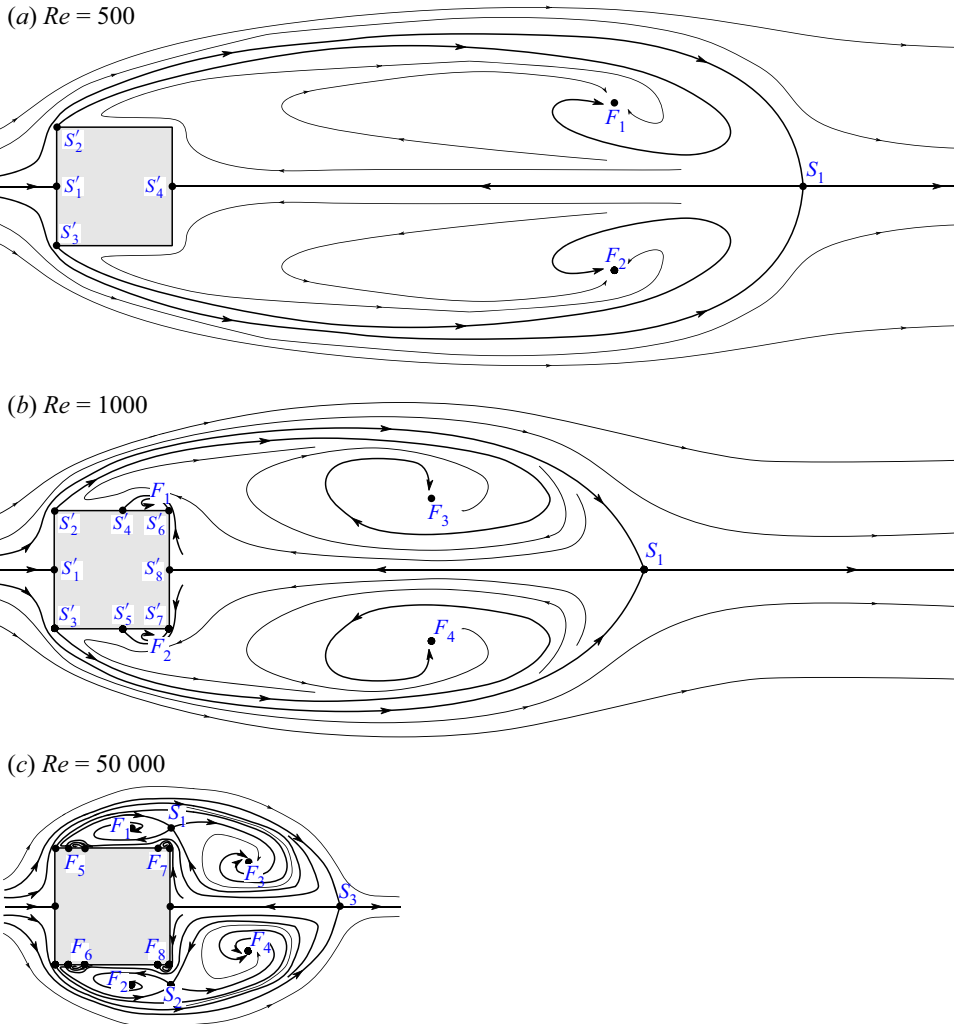 (a) Re = 500
S′2
F1
S′1 S′4 S1
S′3
F2
(b) Re = 1000
F1
S′2 S′4 S′6
F3
S1
S′1 S′8
S′3 S′5 S′7
F2
F4
(c) Re = 50 000
S1
F1
F5 F7
F3
S3
F6 F8 F4
F2
S2